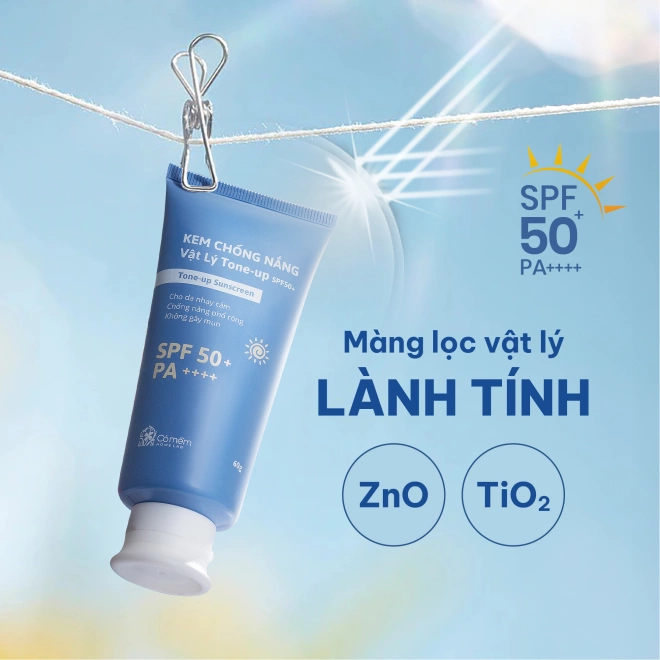 SPF
50+
PA++++
KEM CHỐNG NẮNG
Vật Lý Tone-up SPF50+
Tone-up Sunscreen
Cho da nhạy cảm
Chống nắng phổ rộng
Không gây mụn
SPF 50+
PA ++++
Cỏ mềm
HOME LAB
60g
Màng lọc vật lý
LÀNH TÍNH
ZnO
TiO₂